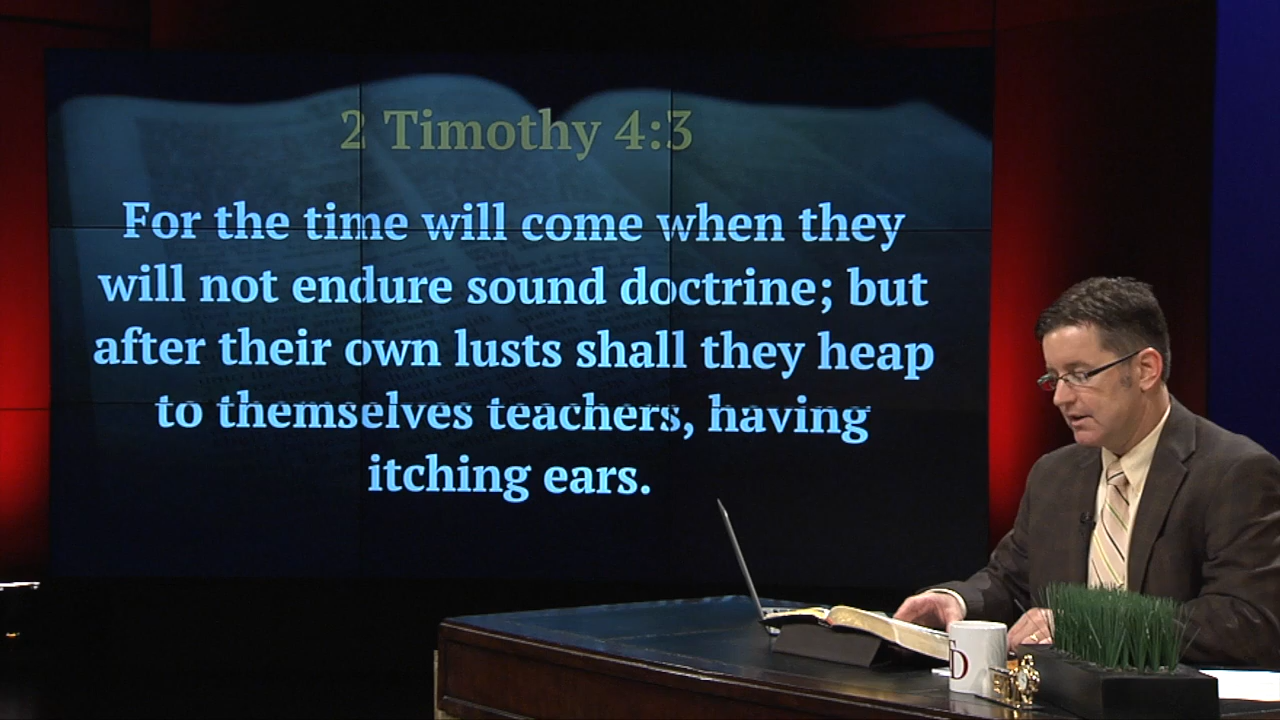 2 Timothy 4:3
For the time will come when they
will not endure sound doctrine; but
after their own lusts shall they heap
to themselves teachers, having
itching ears.
D